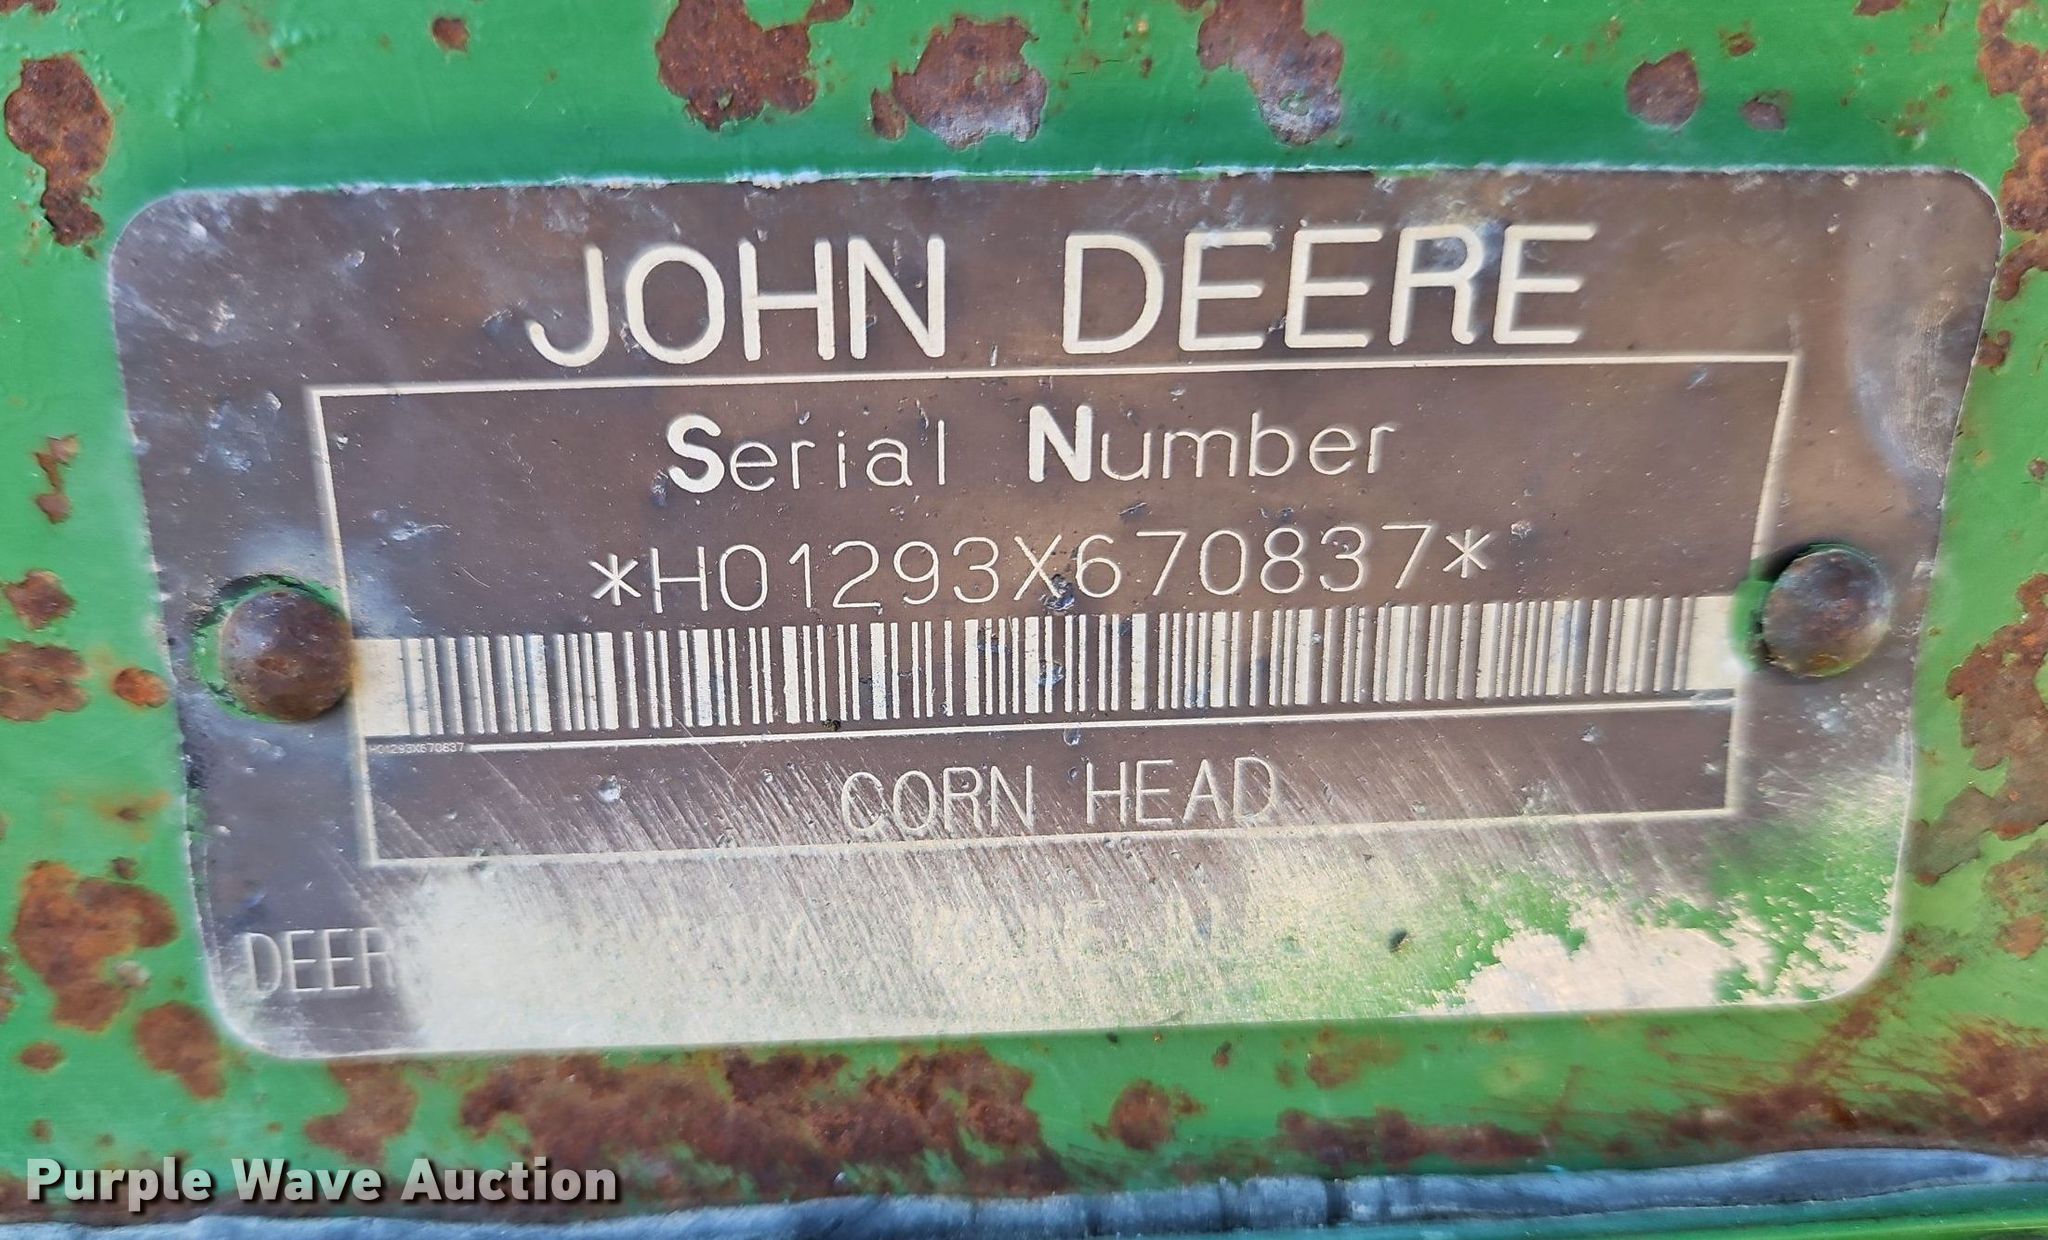 JOHN DEERE
Serial Number
*H01293X670837*
H01293X670837
CORN HEAD
DEER
Purple Wave Auction